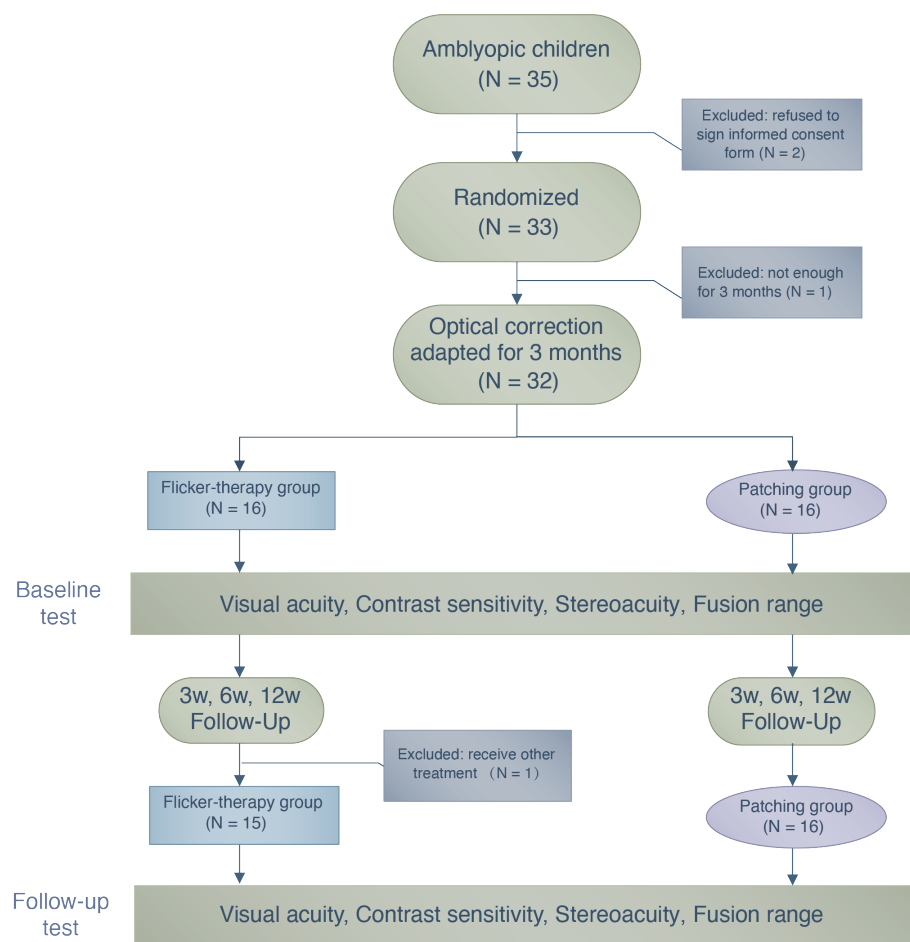 Amblyopic children
(N = 35)
Excluded: refused to
sign informed consent
form (N = 2)
Randomized
(N = 33)
Excluded: not enough
for 3 months (N = 1)
Optical correction
adapted for 3 months
(N = 32)
Flicker-therapy group
(N = 16)
Patching group
(N = 16)
Baseline
test
Visual acuity, Contrast sensitivity, Stereoacuity, Fusion range
3w, 6w, 12w
Follow-Up
3w, 6w, 12w
Follow-Up
Excluded: receive other
treatment （N = 1）
Flicker-therapy group
(N = 15)
Patching group
(N = 16)
Follow-up
test
Visual acuity, Contrast sensitivity, Stereoacuity, Fusion range